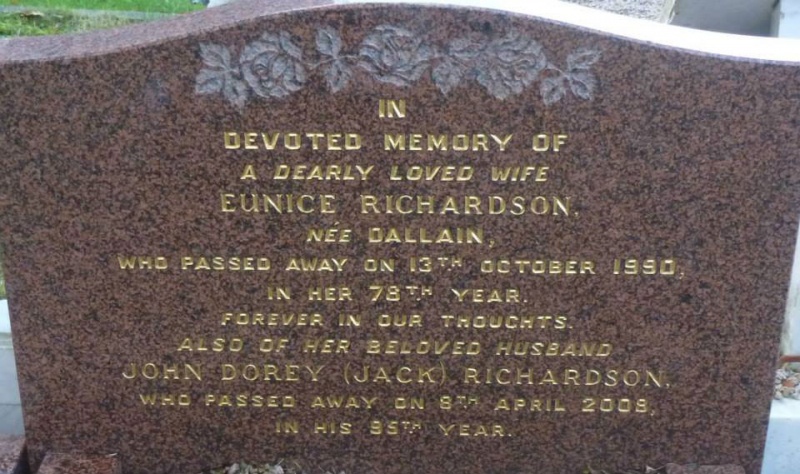 IN
DEVOTED MEMORY OF
A DEARLY LOVED WIFE
EUNICE RICHARDSON,
NÉE DALLAIN,
WHO PASSED AWAY ON 13TH OCTOBER 1990,
IN HER 78TH YEAR.
FOREVER IN OUR THOUGHTS.
ALSO OF HER BELOVED HUSBAND
JOHN DOREY (JACK) RICHARDSON,
WHO PASSED AWAY ON 8TH APRIL 2008,
IN HIS 95TH YEAR.